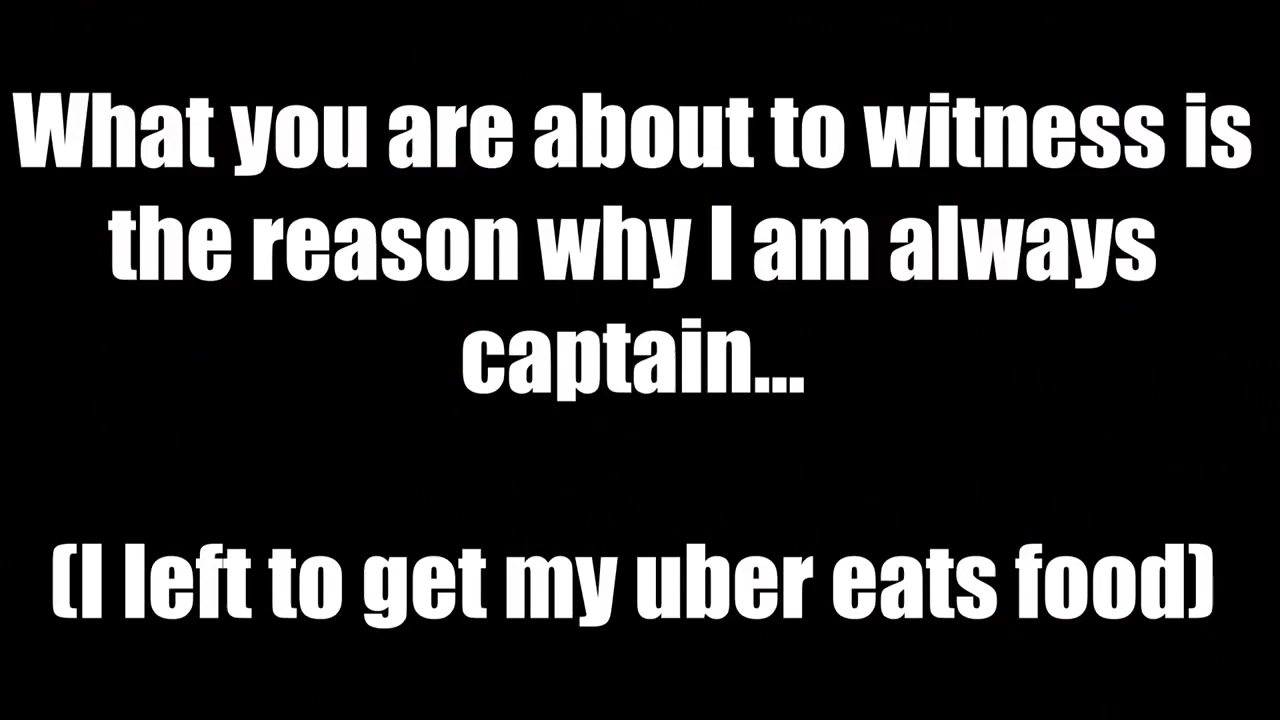 What you are about to witness is
the reason why I am always
captain...
(I left to get my uber eats food)